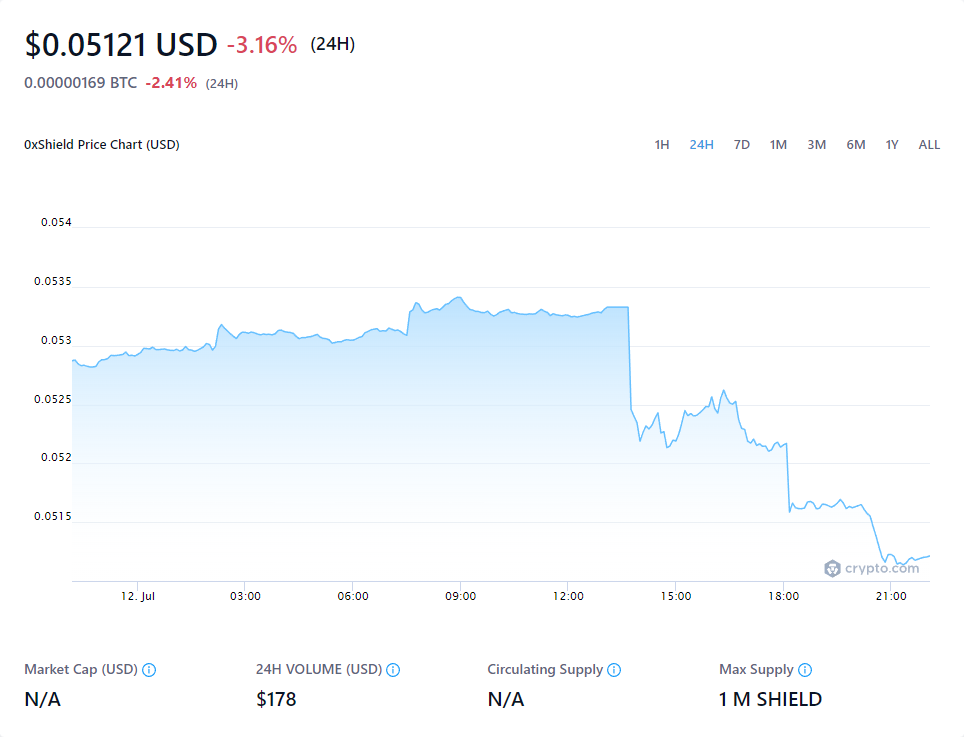 $0.05121 USD -3.16% (24H)
0.00000169 BTC -2.41% (24H)
0xShield Price Chart (USD) 1H 24H 7D 1M 3M 6M 1Y ALL
0.054
0.0535
0.053
0.0525
0.052
0.0515
crypto.com
12. Jul 03:00 06:00 09:00 12:00 15:00 18:00 21:00
Market Cap (USD) 24H VOLUME (USD) Circulating Supply Max Supply
N/A $178 N/A 1 M SHIELD